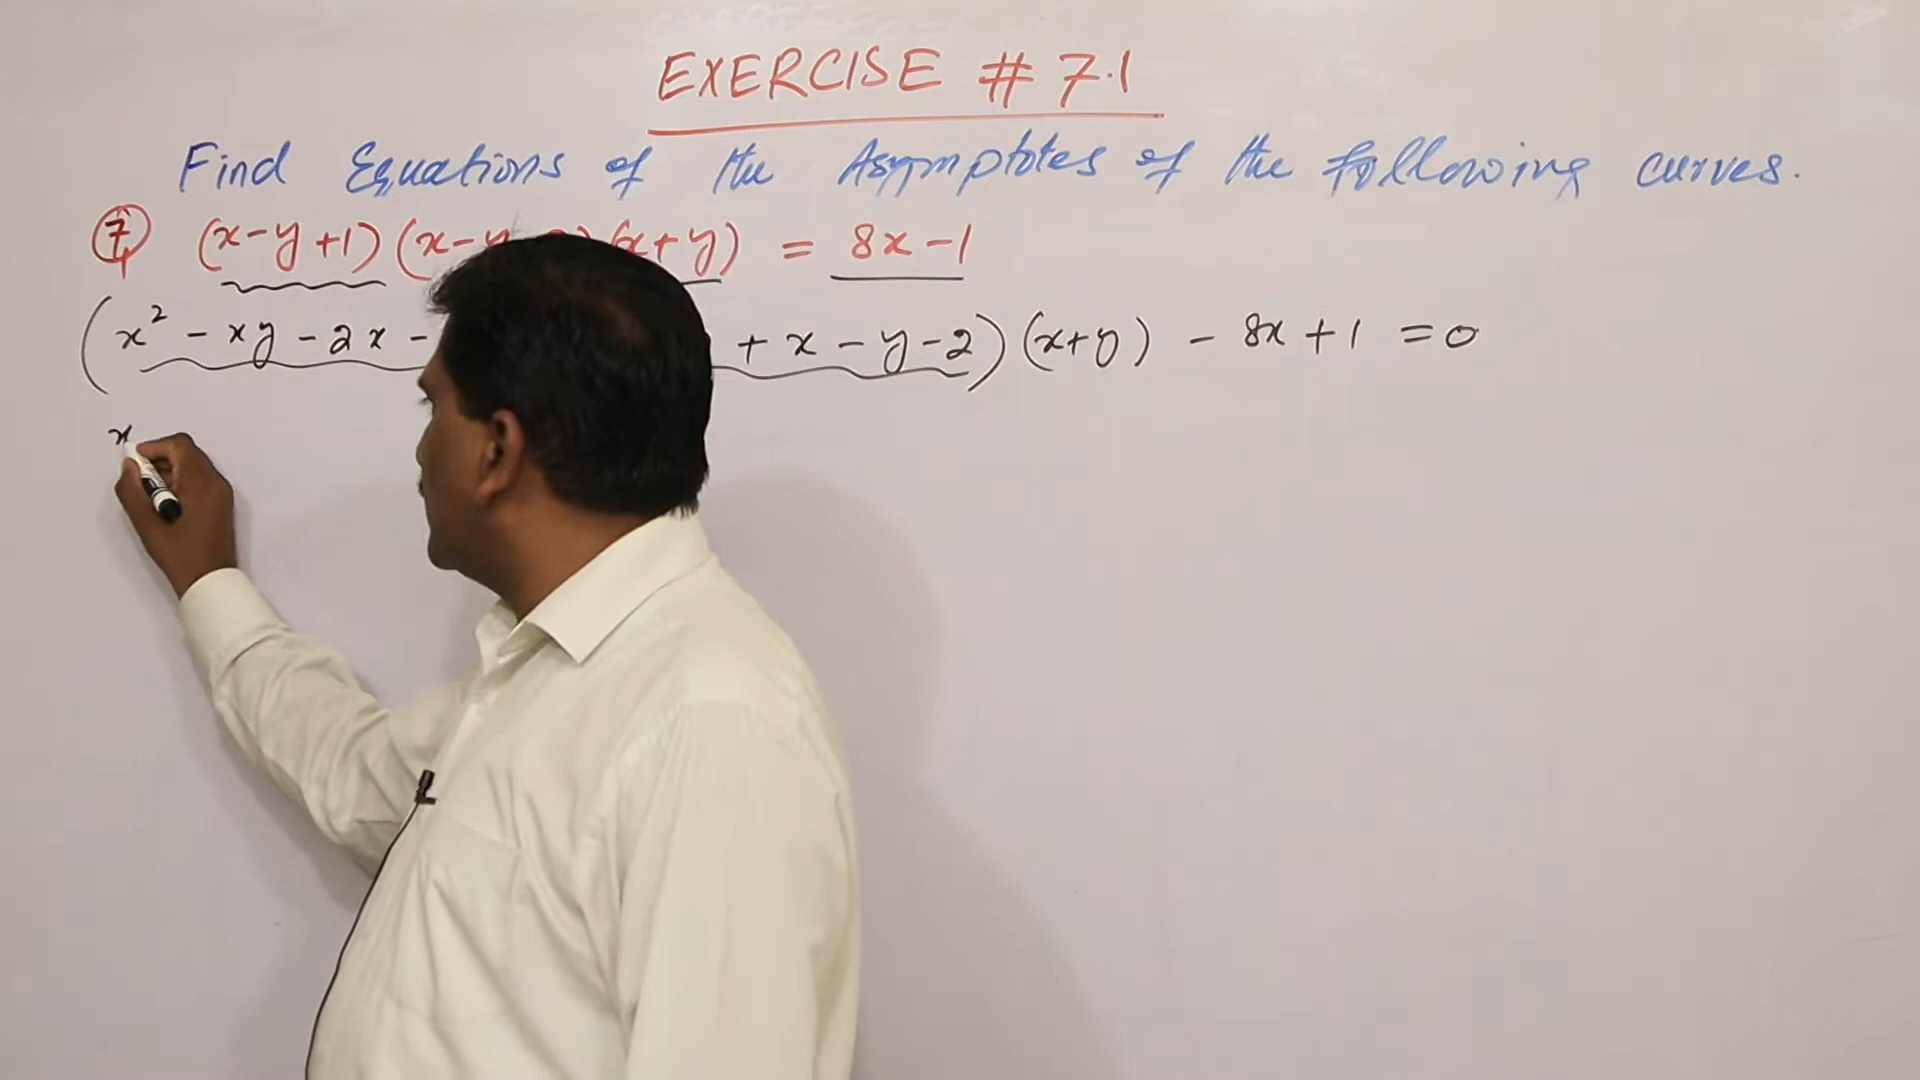 EXERCISE # 7.1
Find Equations of the Asymptotes of the following curves.
7 (x-y+1)(x- x+y) = 8x-1
(x² - xy - 2x - + x - y - 2)(x+y) - 8x + 1 = 0
x